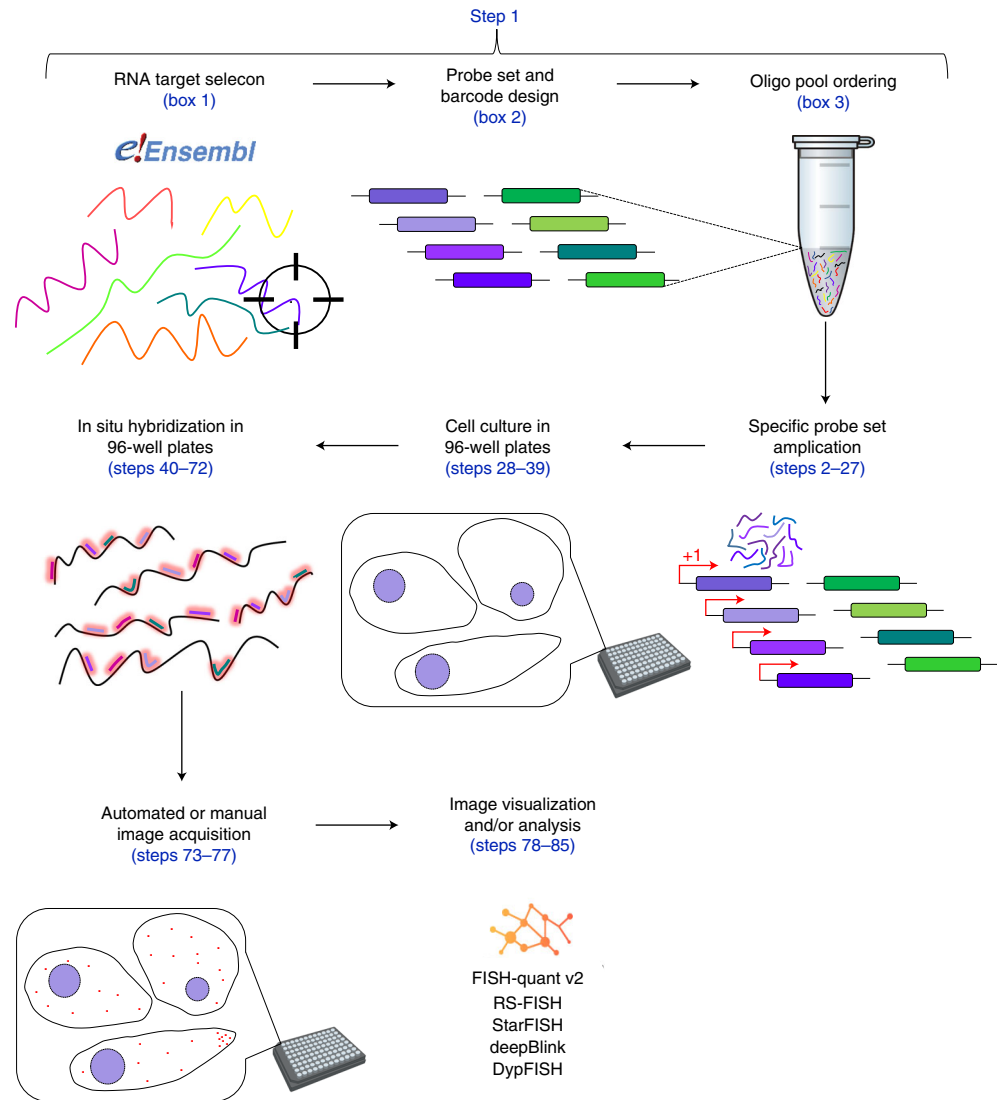 Step 1
RNA target selecon
(box 1)
Probe set and
barcode design
(box 2)
Oligo pool ordering
(box 3)
e!Ensembl
In situ hybridization in
96-well plates
(steps 40–72)
Cell culture in
96-well plates
(steps 28–39)
Specific probe set
amplication
(steps 2–27)
+1
Automated or manual
image acquisition
(steps 73–77)
Image visualization
and/or analysis
(steps 78–85)
FISH-quant v2
RS-FISH
StarFISH
deepBlink
DypFISH